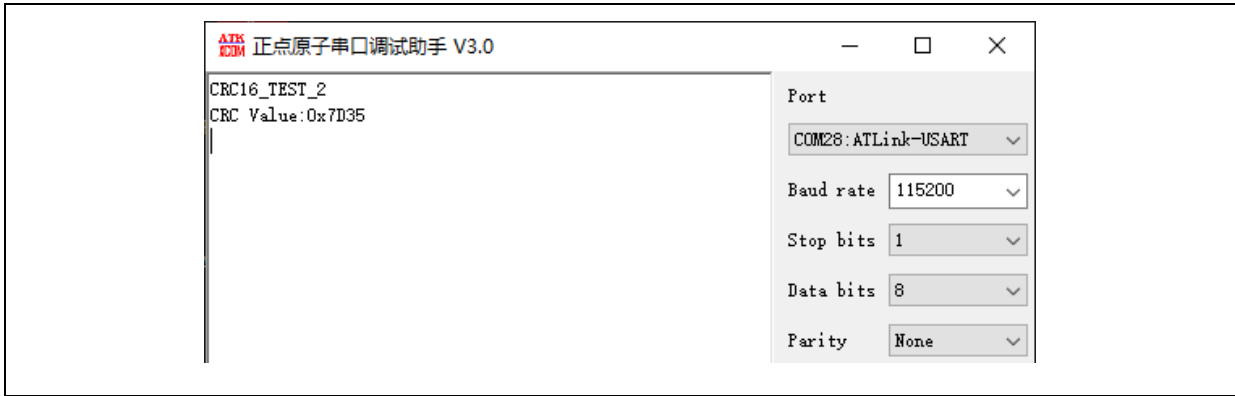 ATK
XCOM
正点原子串口调试助手 V3.0
CRC16_TEST_2
CRC Value:0x7D35
Port
COM28:ATLink-USART
Baud rate 115200
Stop bits 1
Data bits 8
Parity None